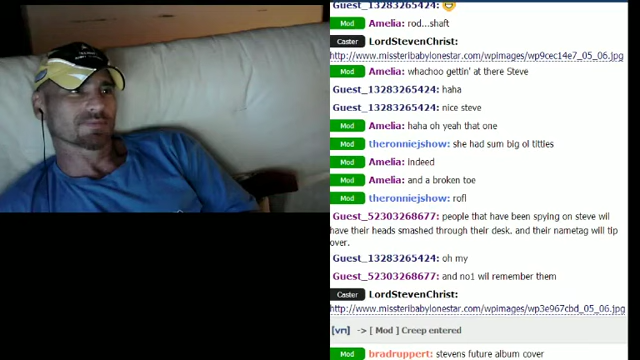 Guest_13283265424:
Mod Amelia: rod...shaft
Caster LordStevenChrist:
http://www.missteribabylonestar.com/wpimages/wp9cec14e7_05_06.jpg
Mod Amelia: whachoo gettin' at there Steve
Guest_13283265424: haha
Guest_13283265424: nice steve
Mod Amelia: haha oh yeah that one
Mod theronniejshow: she had sum big ol titties
Mod Amelia: indeed
Mod Amelia: and a broken toe
Mod theronniejshow: rofl
Guest_52303268677: people that have been spying on steve wil
have their heads smashed through their desk. and their nametag will tip
over.
Guest_13283265424: oh my
Guest_52303268677: and no1 wil remember them
Caster LordStevenChrist:
http://www.missteribabylonestar.com/wpimages/wp3e967cbd_05_06.jpg
[vn] -> [ Mod ] Creep entered
Mod bradruppert: stevens future album cover